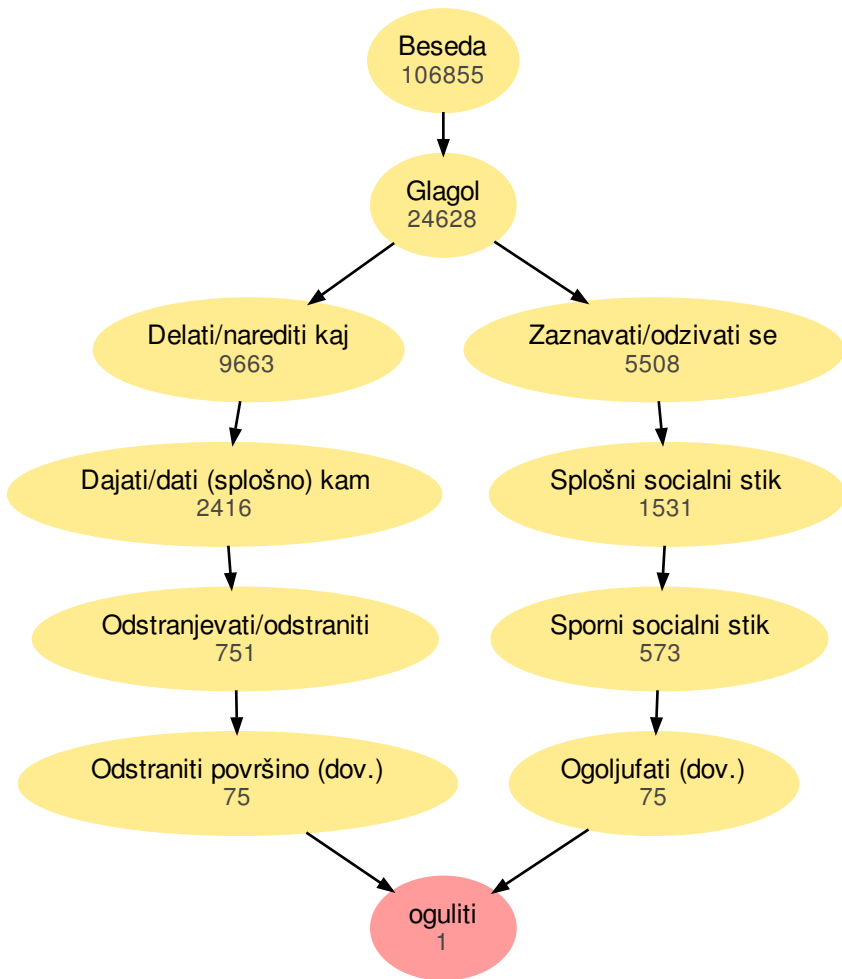 Beseda
106855
Glagol
24628
Delati/narediti kaj
9663
Zaznavati/odzivati se
5508
Dajati/dati (splošno) kam
2416
Splošni socialni stik
1531
Odstranjevati/odstraniti
751
Sporni socialni stik
573
Odstraniti površino (dov.)
75
Ogoljufati (dov.)
75
oguliti
1